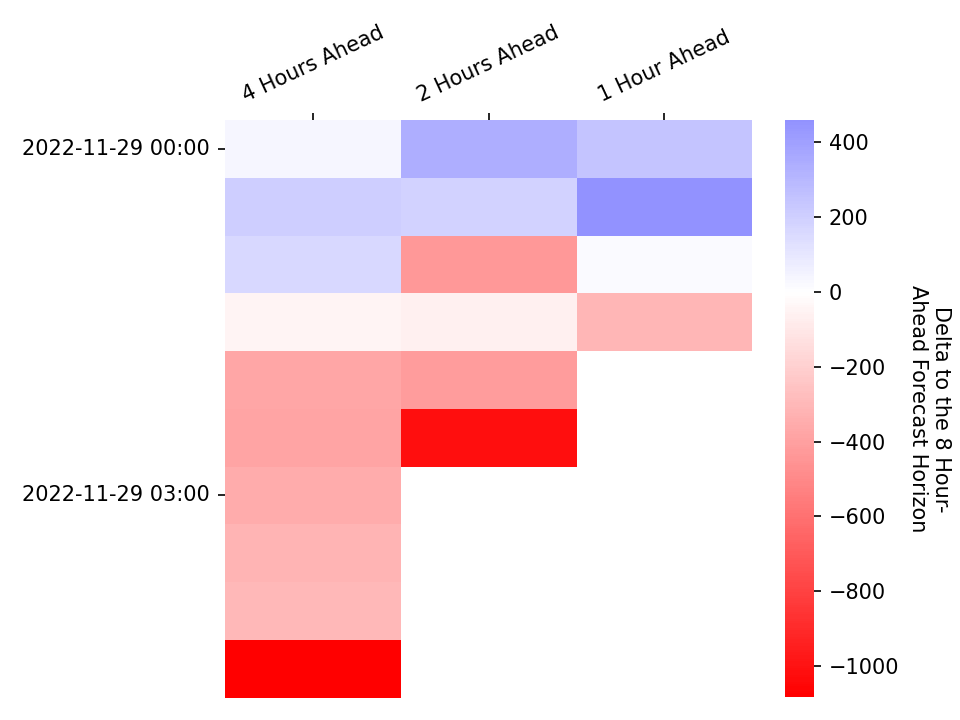 4 Hours Ahead
2 Hours Ahead
1 Hour Ahead
2022-11-29 00:00
2022-11-29 03:00
400
200
0
−200
−400
−600
−800
−1000
Delta to the 8 Hour-
Ahead Forecast Horizon